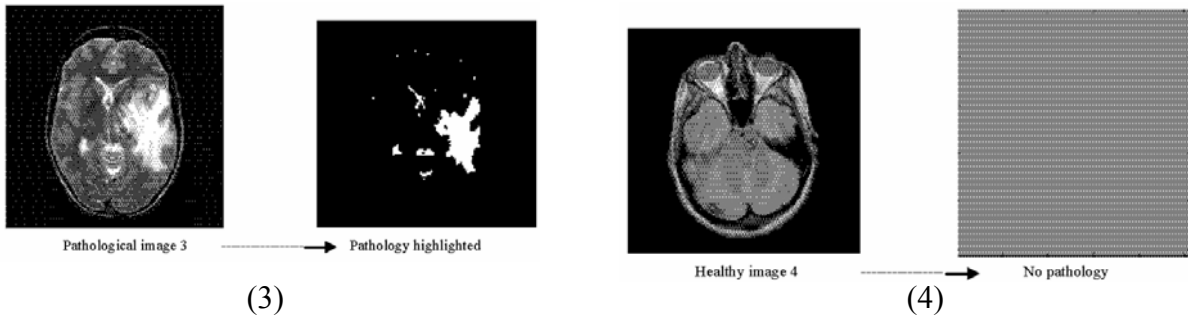 Pathological image 3
Pathology highlighted
(3)
Healthy image 4
No pathology
(4)